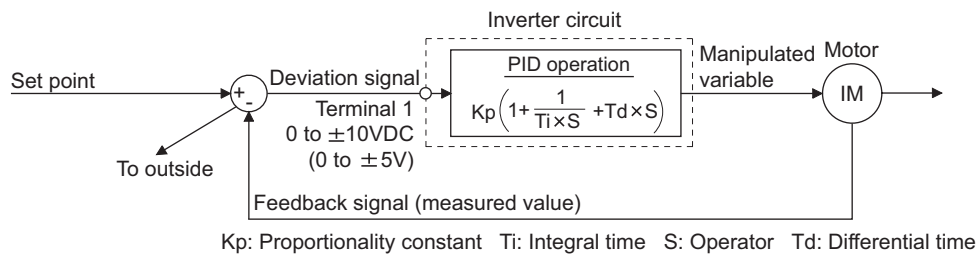 Inverter circuit
Set point
+
-
Deviation signal
Terminal 1
0 to ±10VDC
(0 to ±5V)
To outside
PID operation
Kp(1+ 1/Ti×S +Td×S)
Manipulated
variable
Motor
IM
Feedback signal (measured value)
Kp: Proportionality constant Ti: Integral time S: Operator Td: Differential time